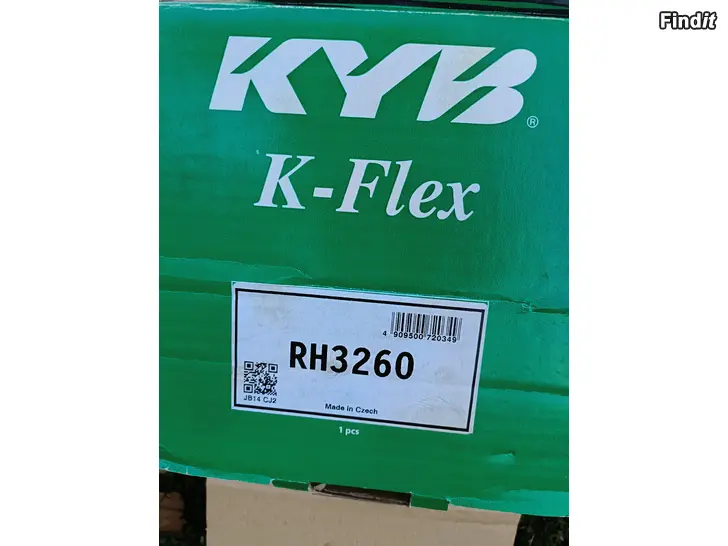 Findit
KYB®
K-Flex
4 909500 720349
RH3260
JB14 CJ2
Made in Czech
1 pcs